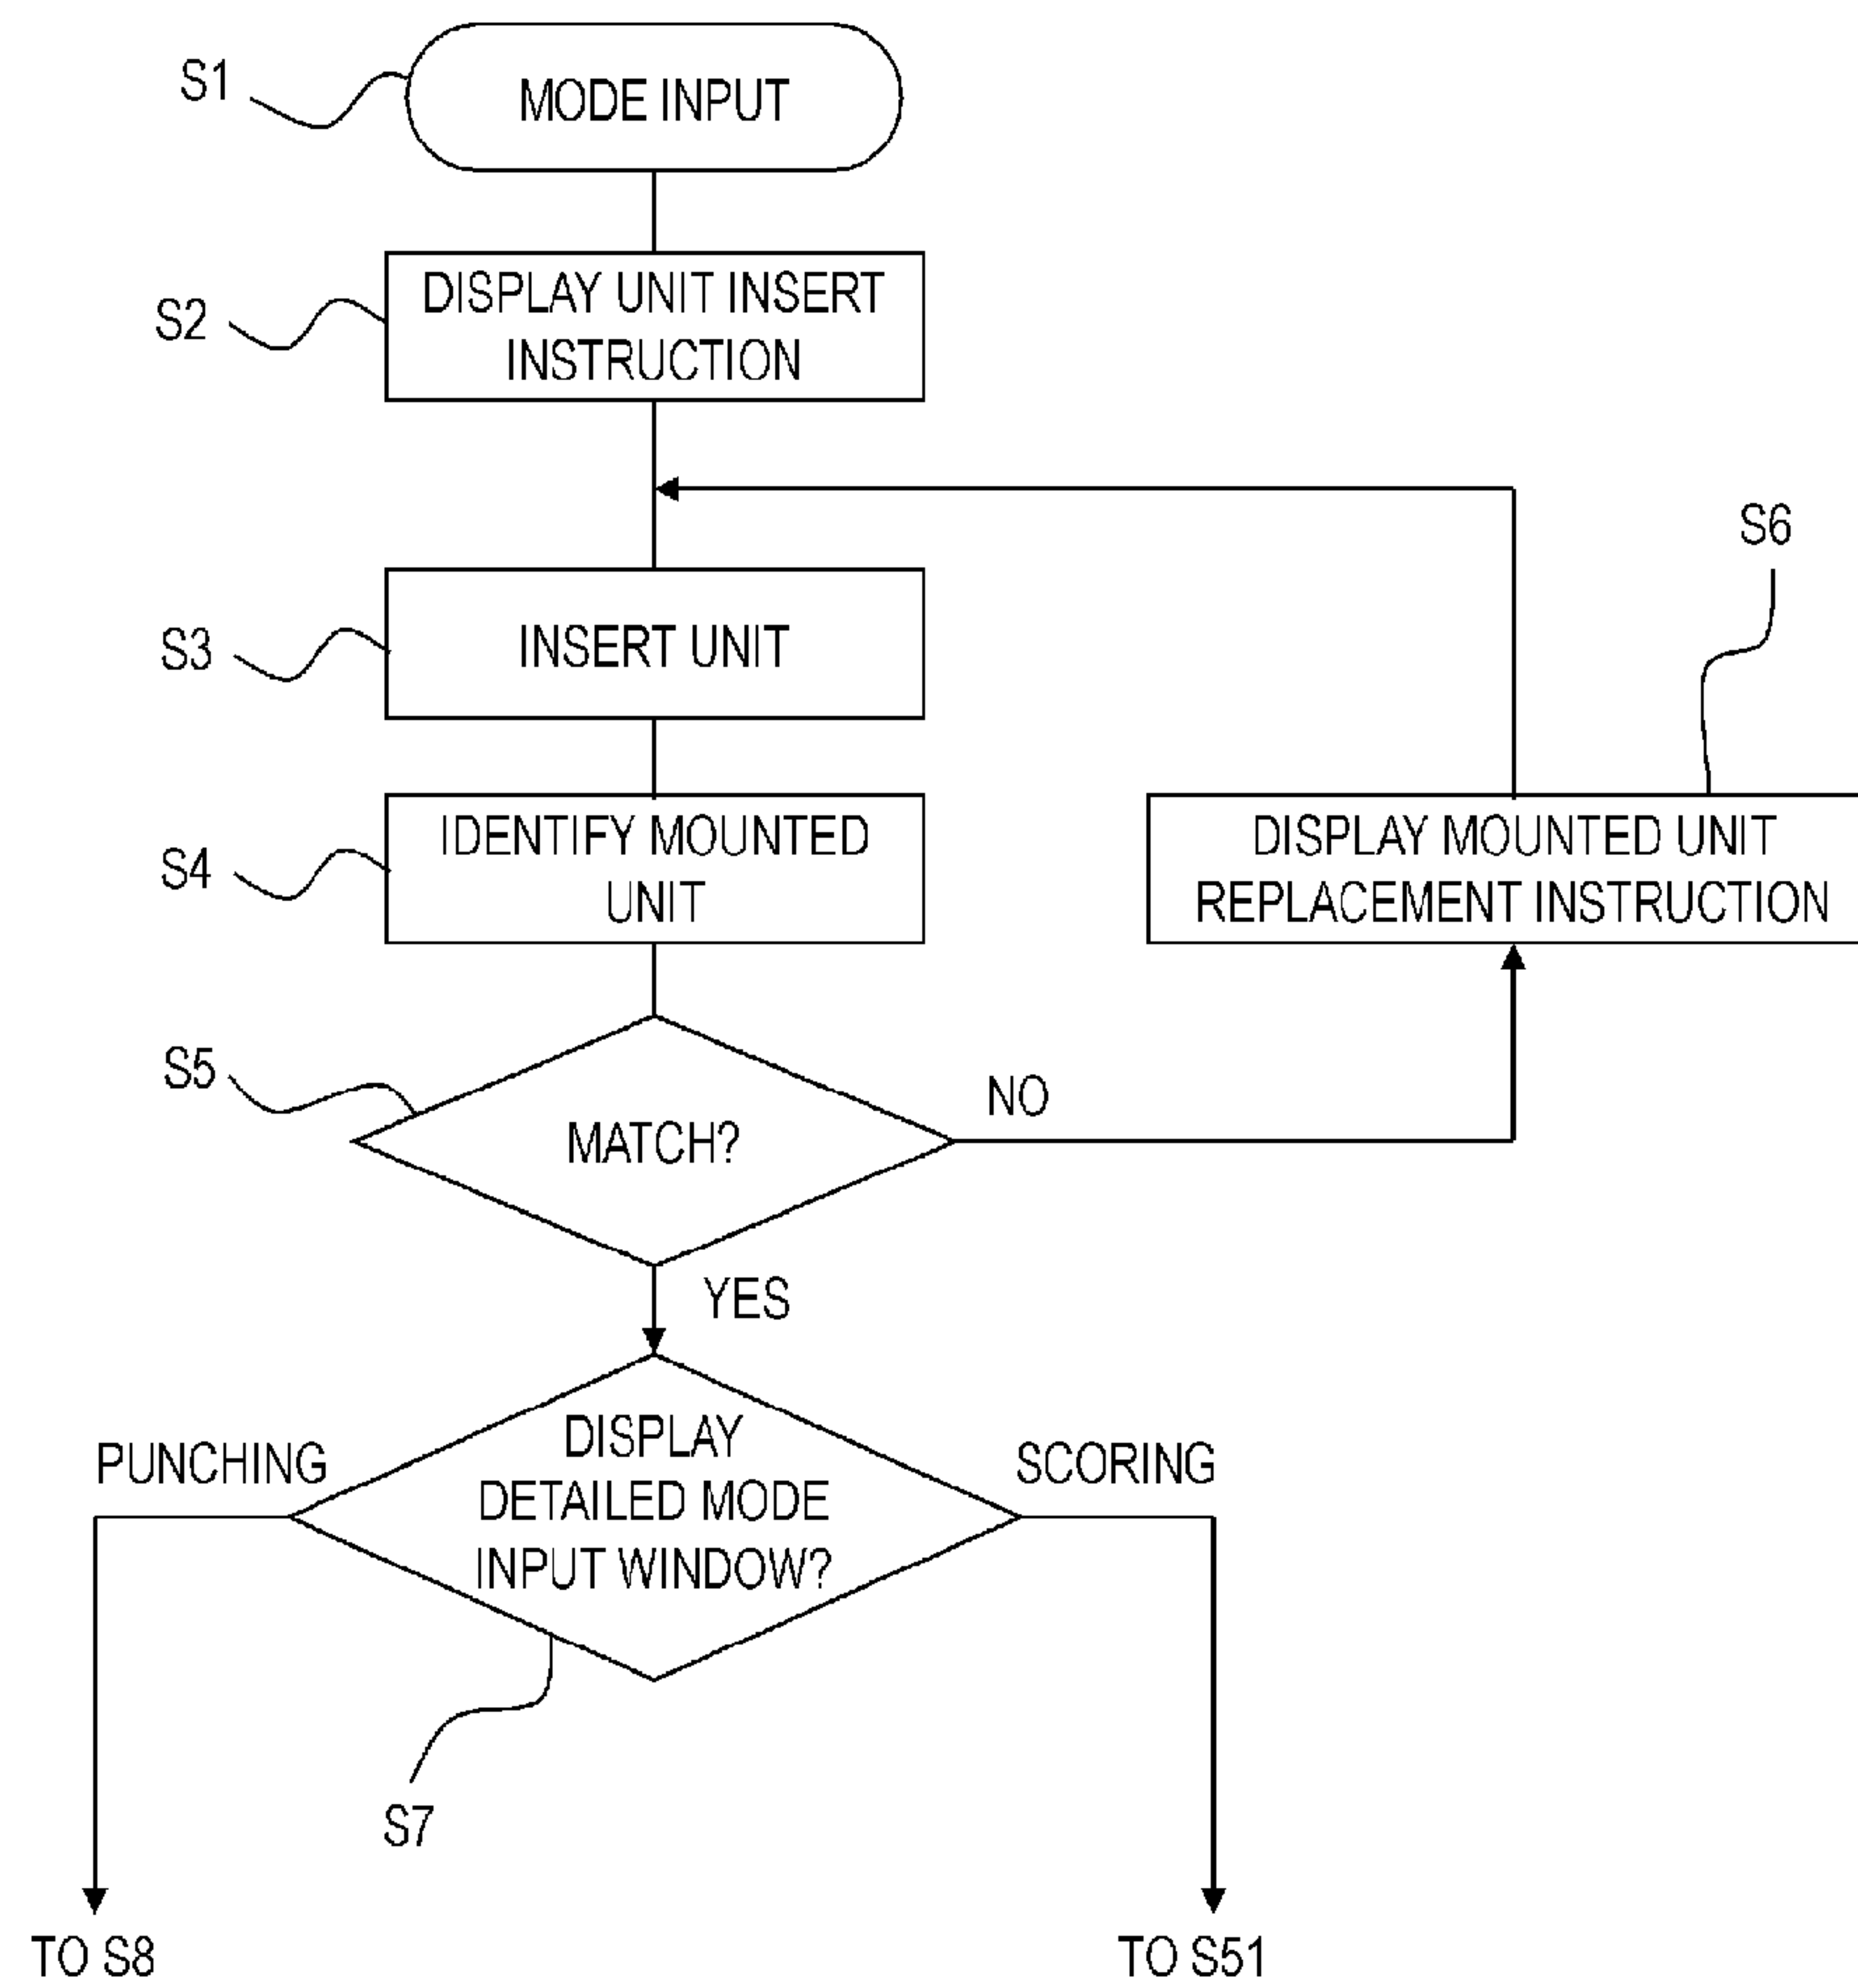 S1
MODE INPUT
S2
DISPLAY UNIT INSERT
INSTRUCTION
S3
INSERT UNIT
S6
S4
IDENTIFY MOUNTED
UNIT
DISPLAY MOUNTED UNIT
REPLACEMENT INSTRUCTION
S5
MATCH?
NO
YES
PUNCHING
DISPLAY
DETAILED MODE
INPUT WINDOW?
SCORING
S7
TO S8
TO S51